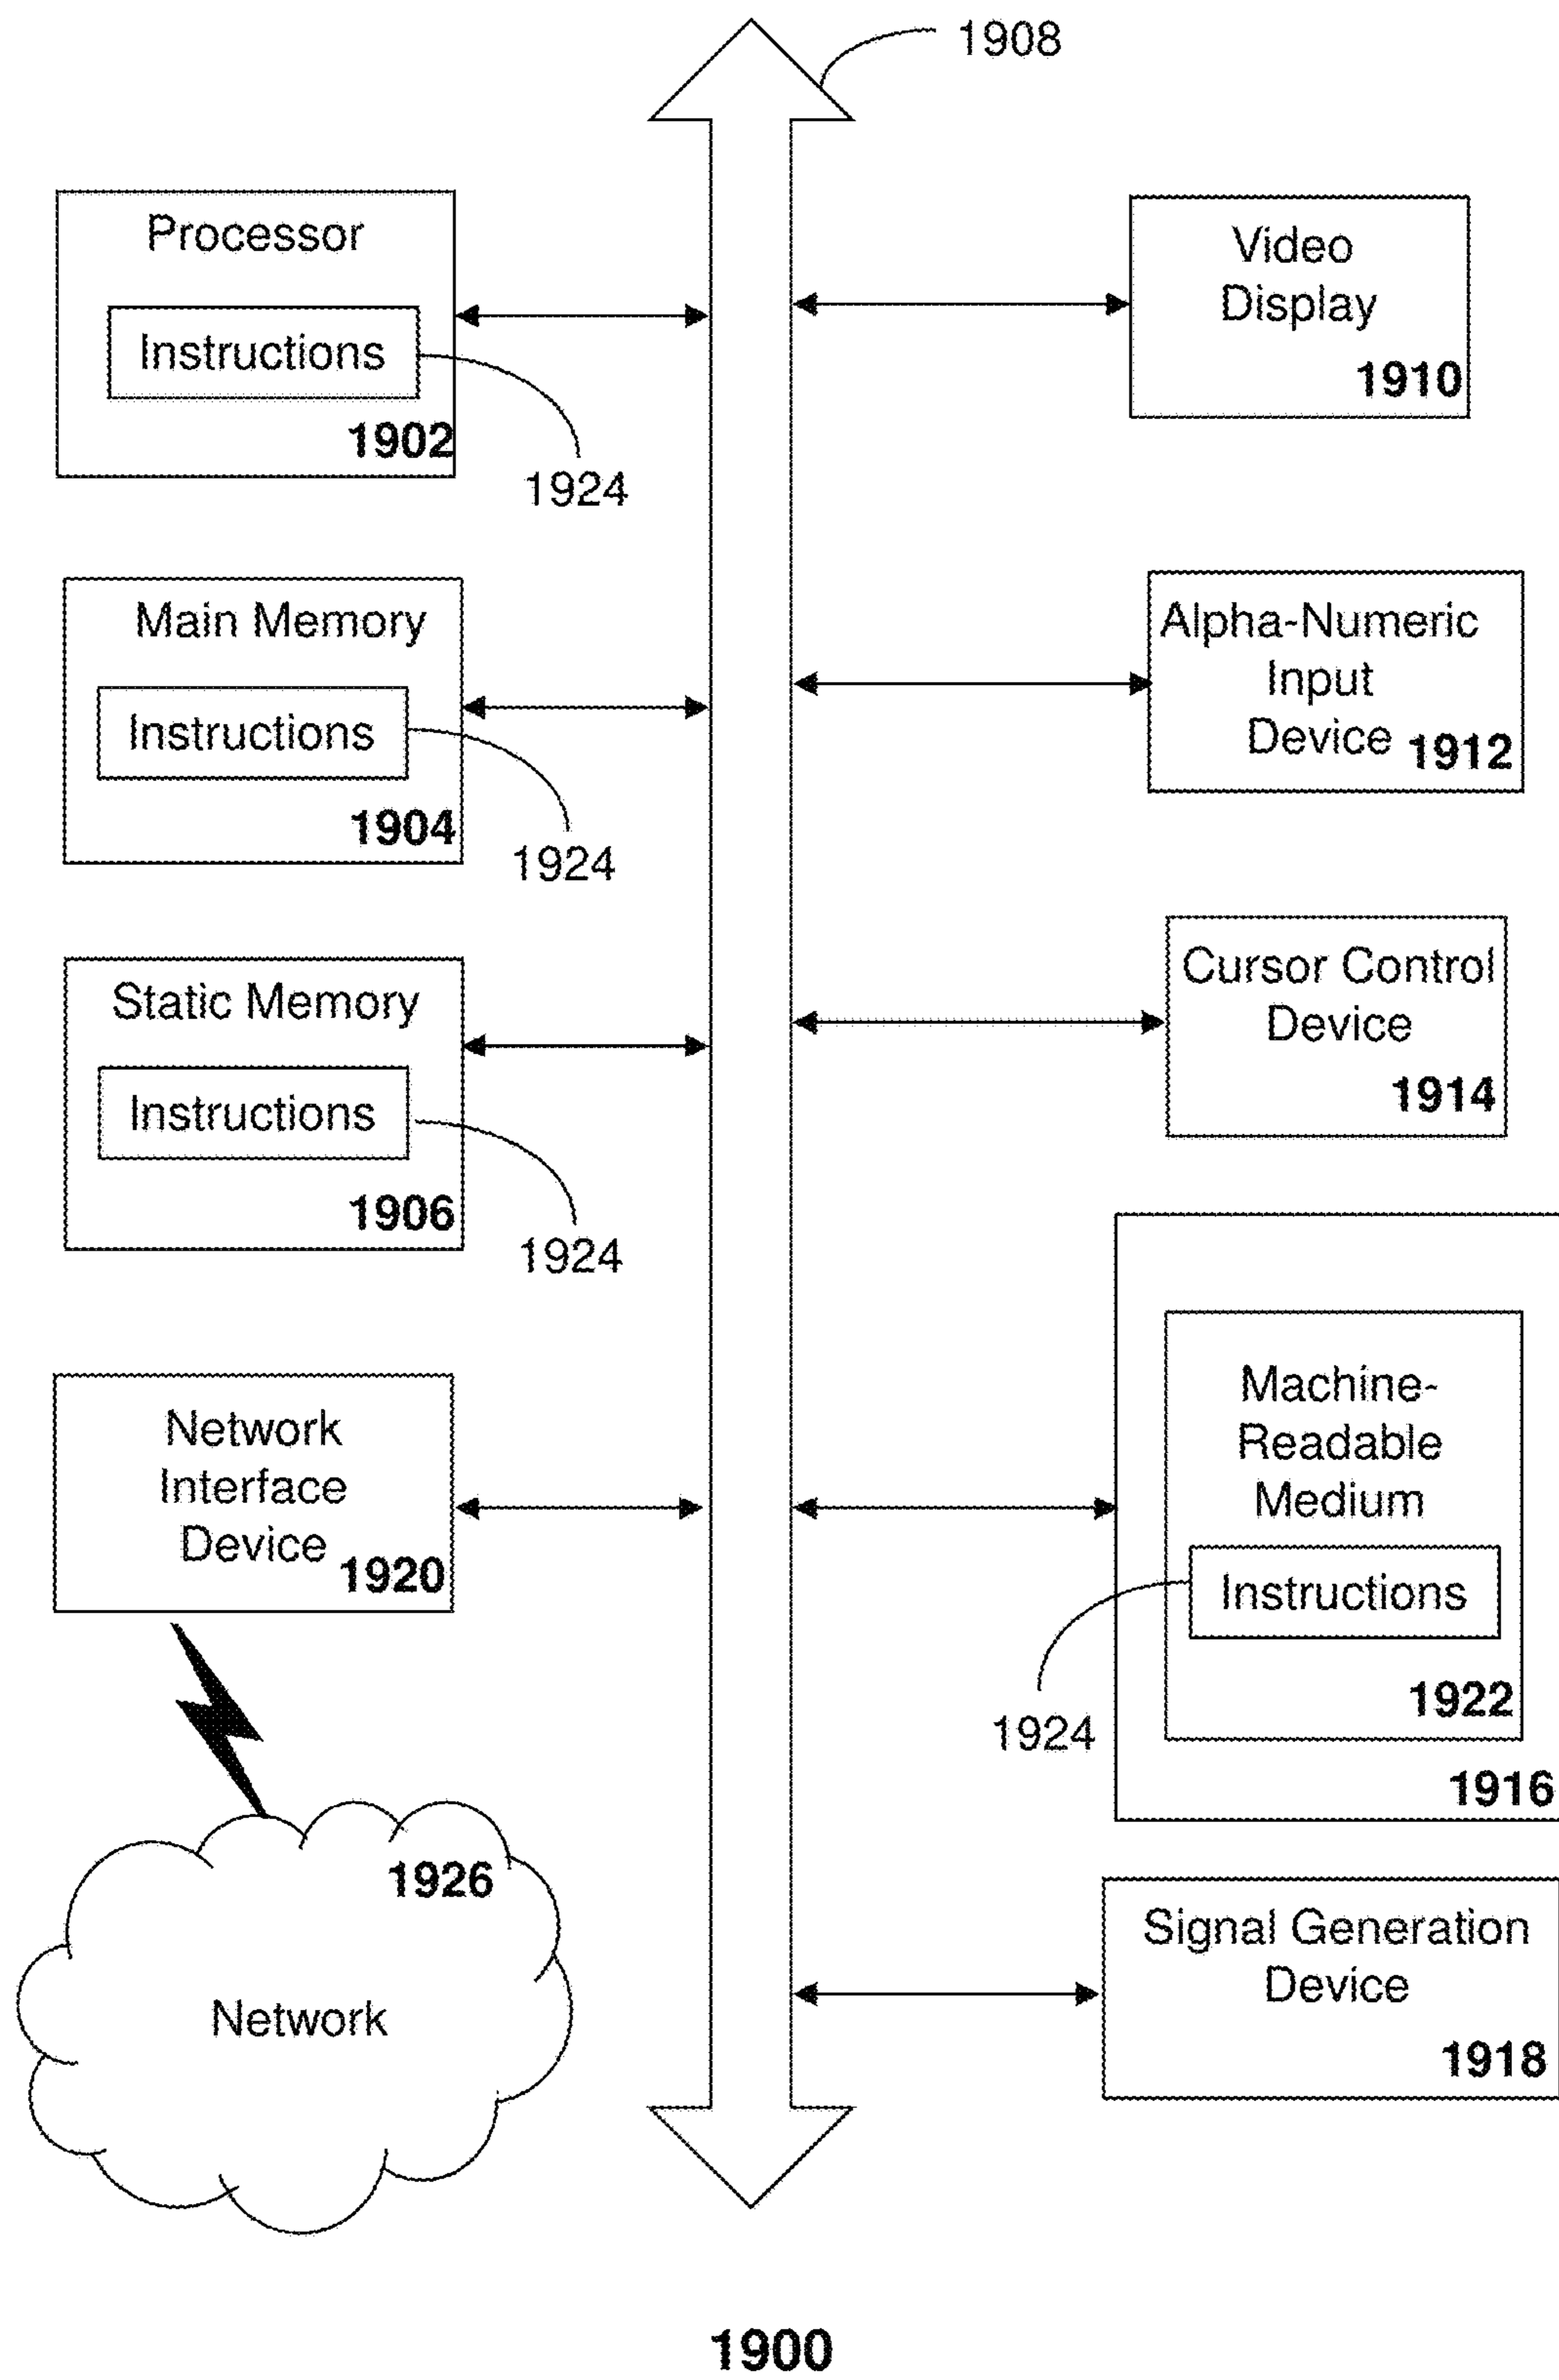 1908
Processor
Instructions
1902
1924
Video
Display
1910
Main Memory
Instructions
1904
1924
Alpha-Numeric
Input
Device 1912
Static Memory
Instructions
1906
1924
Cursor Control
Device
1914
Network
Interface
Device 1920
Machine-
Readable
Medium
Instructions
1922
1924
1916
1926
Network
Signal Generation
Device
1918
1900